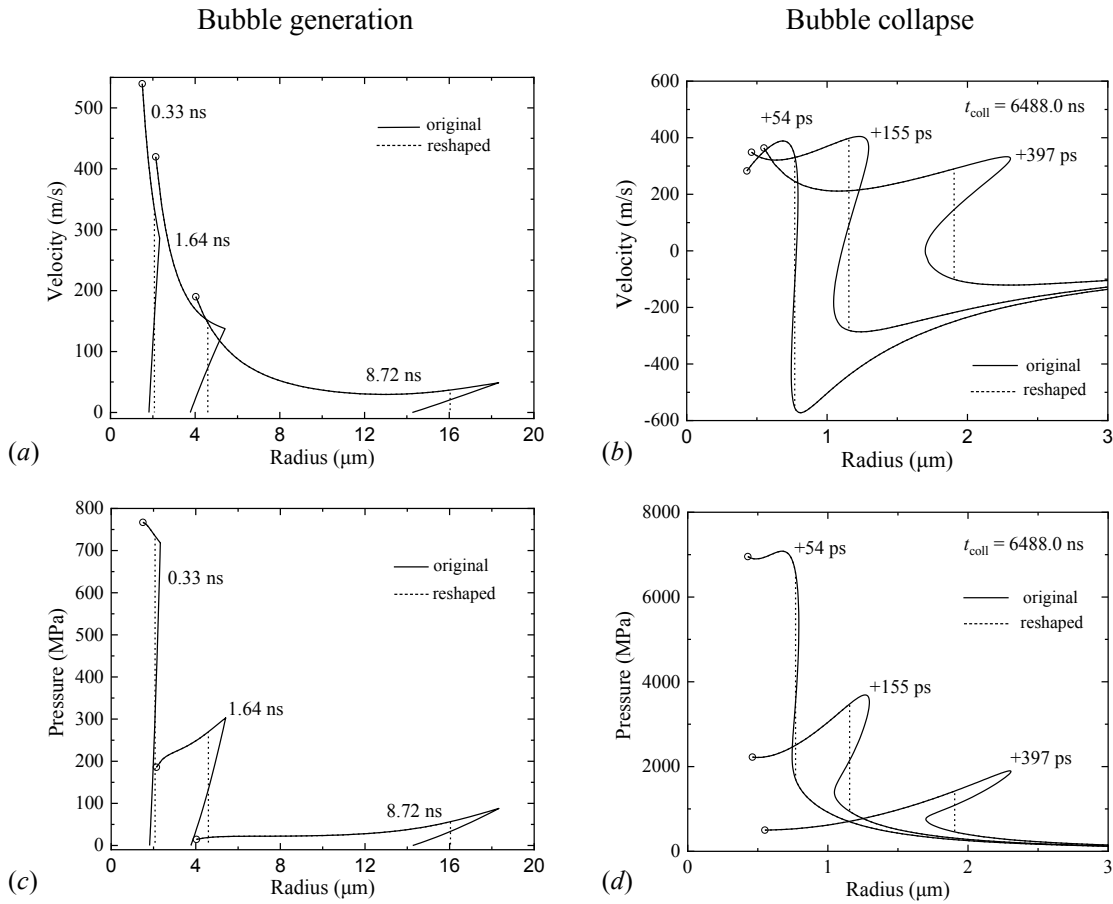 Bubble generation
Bubble collapse
500
400
300
200
100
0
Velocity (m/s)
0.33 ns
1.64 ns
8.72 ns
original
reshaped
0 4 8 12 16 20
Radius (μm)
(a)
600
400
200
0
-200
-400
-600
Velocity (m/s)
+54 ps
+155 ps
+397 ps
tcoll = 6488.0 ns
original
reshaped
0 1 2 3
Radius (μm)
(b)
800
700
600
500
400
300
200
100
0
Pressure (MPa)
0.33 ns
1.64 ns
8.72 ns
original
reshaped
0 4 8 12 16 20
Radius (μm)
(c)
8000
6000
4000
2000
0
Pressure (MPa)
+54 ps
+155 ps
+397 ps
tcoll = 6488.0 ns
original
reshaped
0 1 2 3
Radius (μm)
(d)